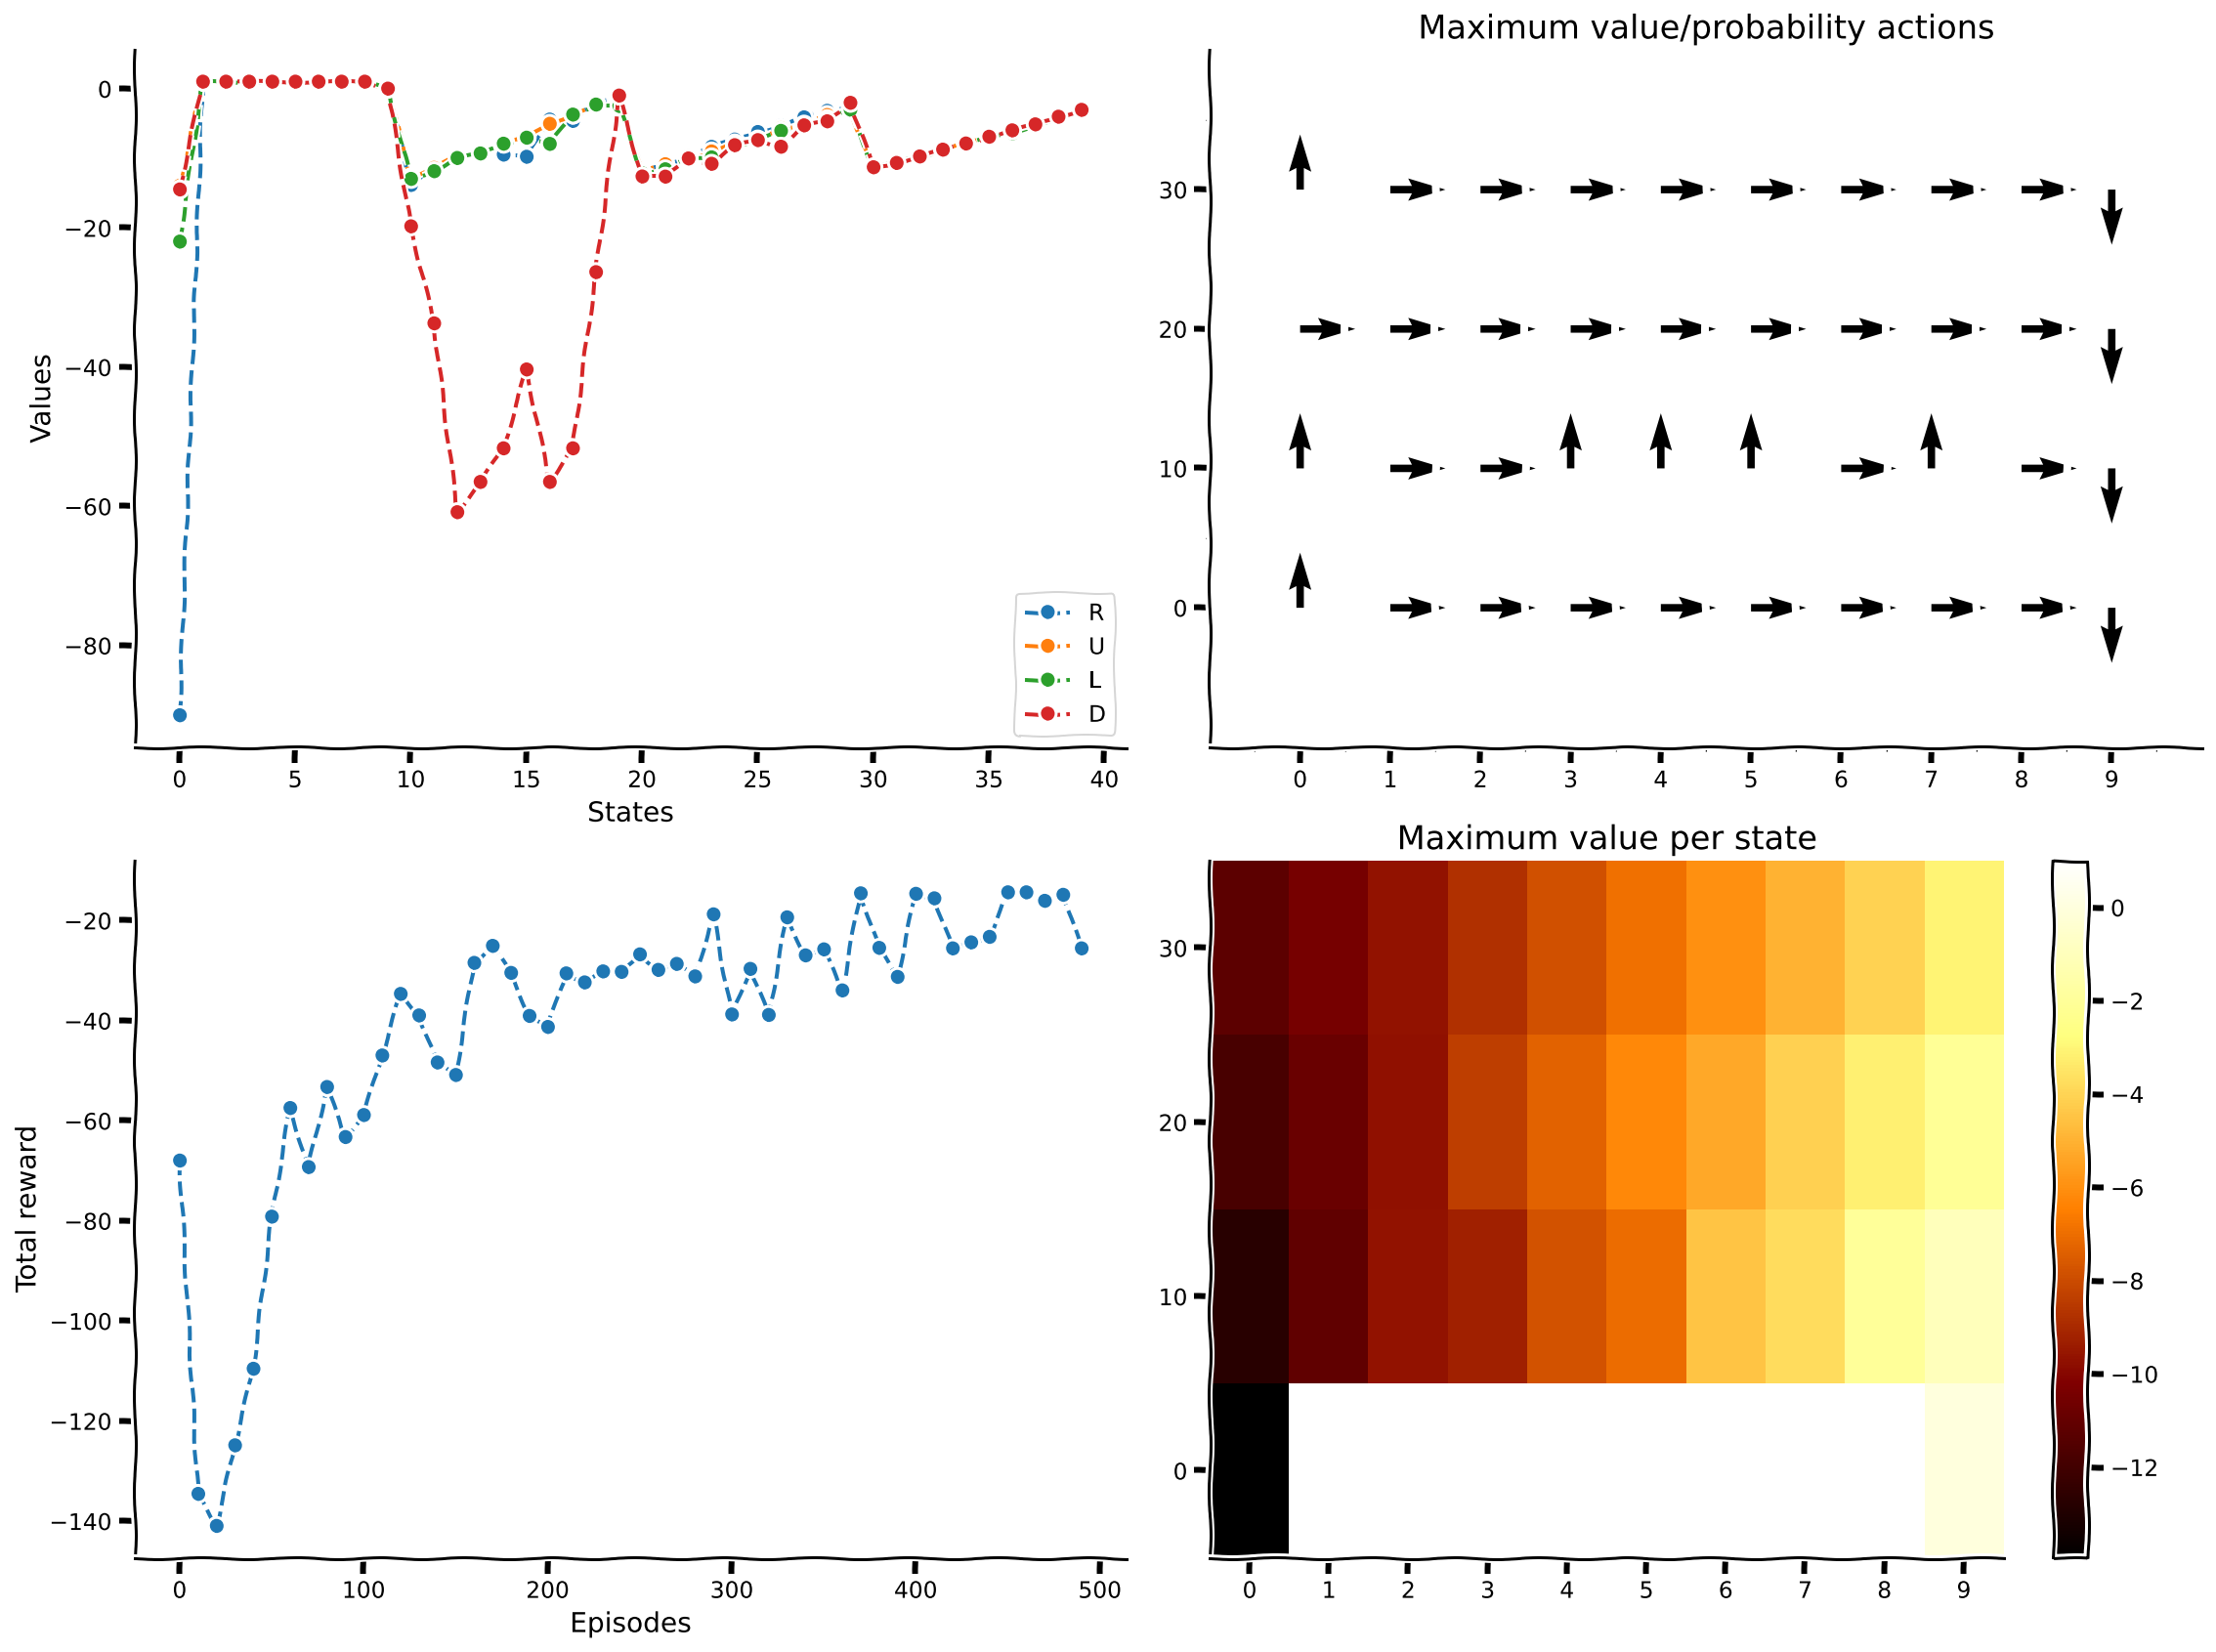 0
−20
−40
−60
−80
Values
0 5 10 15 20 25 30 35 40
States
R
U
L
D
Maximum value/probability actions
30
20
10
0
0 1 2 3 4 5 6 7 8 9
−20
−40
−60
−80
−100
−120
−140
Total reward
0 100 200 300 400 500
Episodes
Maximum value per state
30
20
10
0
0 1 2 3 4 5 6 7 8 9
0
−2
−4
−6
−8
−10
−12